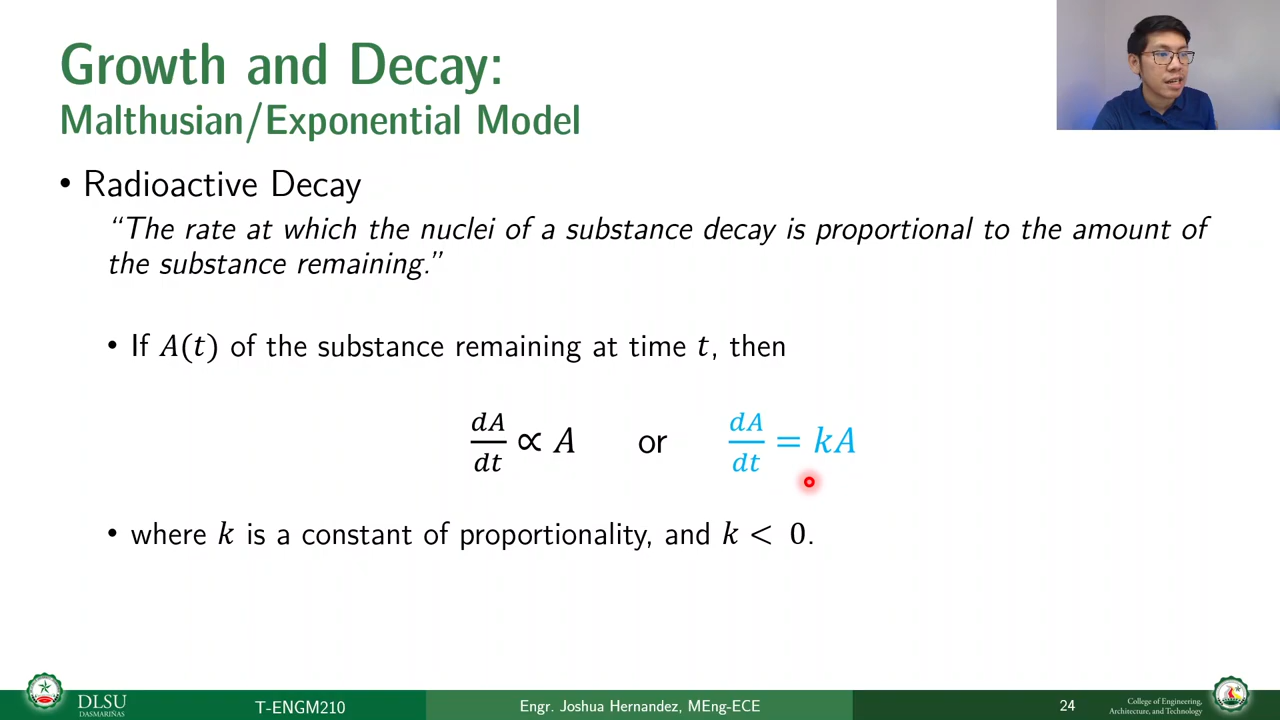 Growth and Decay:
Malthusian/Exponential Model
• Radioactive Decay
“The rate at which the nuclei of a substance decay is proportional to the amount of
the substance remaining.”
• If A(t) of the substance remaining at time t, then
dA/dt ∝ A or dA/dt = kA
• where k is a constant of proportionality, and k < 0.
DLSU
DASMARIÑAS
T-ENGM210
Engr. Joshua Hernandez, MEng-ECE
24
College of Engineering,
Architecture, and Technology